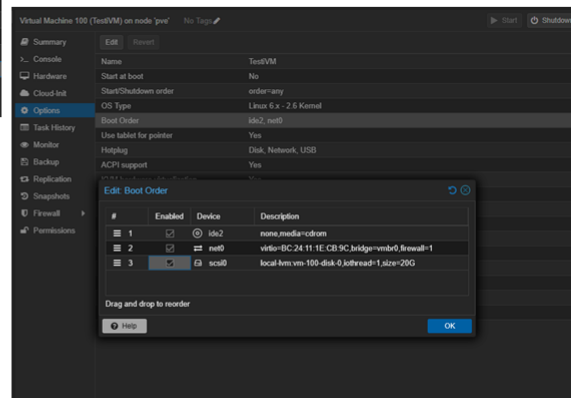 Virtual Machine 100 (TestiVM) on node 'pve' No Tags
Start Shutdown
Summary
Console
Hardware
Cloud-Init
Options
Task History
Monitor
Backup
Replication
Snapshots
Firewall
Permissions
Edit Revert
Name TestiVM
Start at boot No
Start/Shutdown order order=any
OS Type Linux 6.x - 2.6 Kernel
Boot Order ide2, net0
Use tablet for pointer Yes
Hotplug Disk, Network, USB
ACPI support Yes
Edit: Boot Order
# Enabled Device Description
1 ide2 none,media=cdrom
2 net0 virtio=BC:24:11:1E:CB:9C,bridge=vmbr0,firewall=1
3 scsi0 local-lvm:vm-100-disk-0,iothread=1,size=20G
Drag and drop to reorder
Help OK